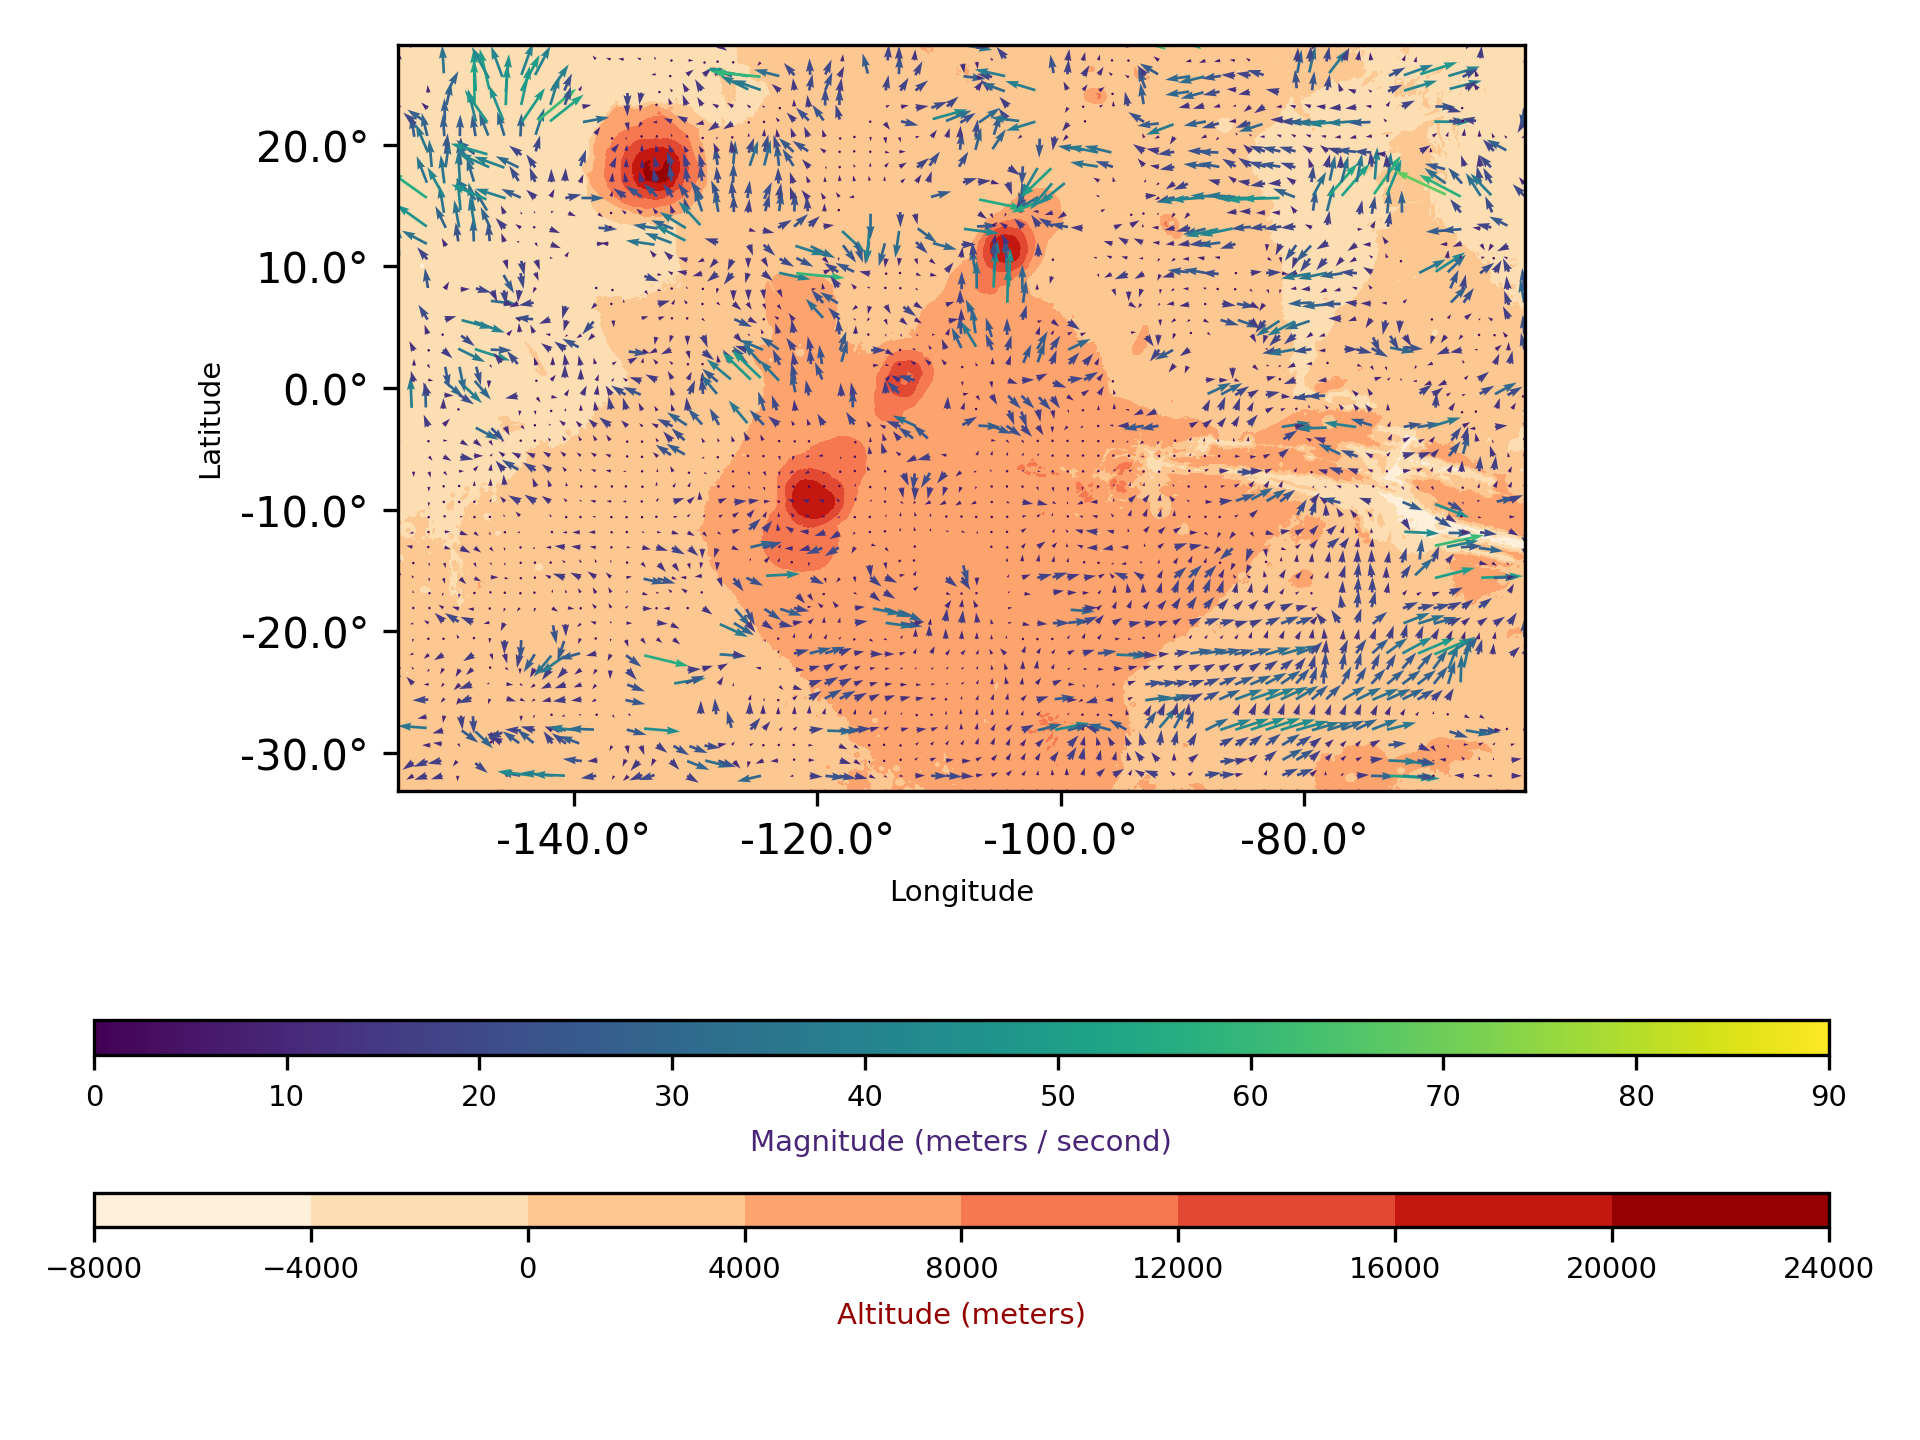 20.0°
10.0°
0.0°
-10.0°
-20.0°
-30.0°
Latitude
-140.0° -120.0° -100.0° -80.0°
Longitude
0 10 20 30 40 50 60 70 80 90
Magnitude (meters / second)
−8000 −4000 0 4000 8000 12000 16000 20000 24000
Altitude (meters)